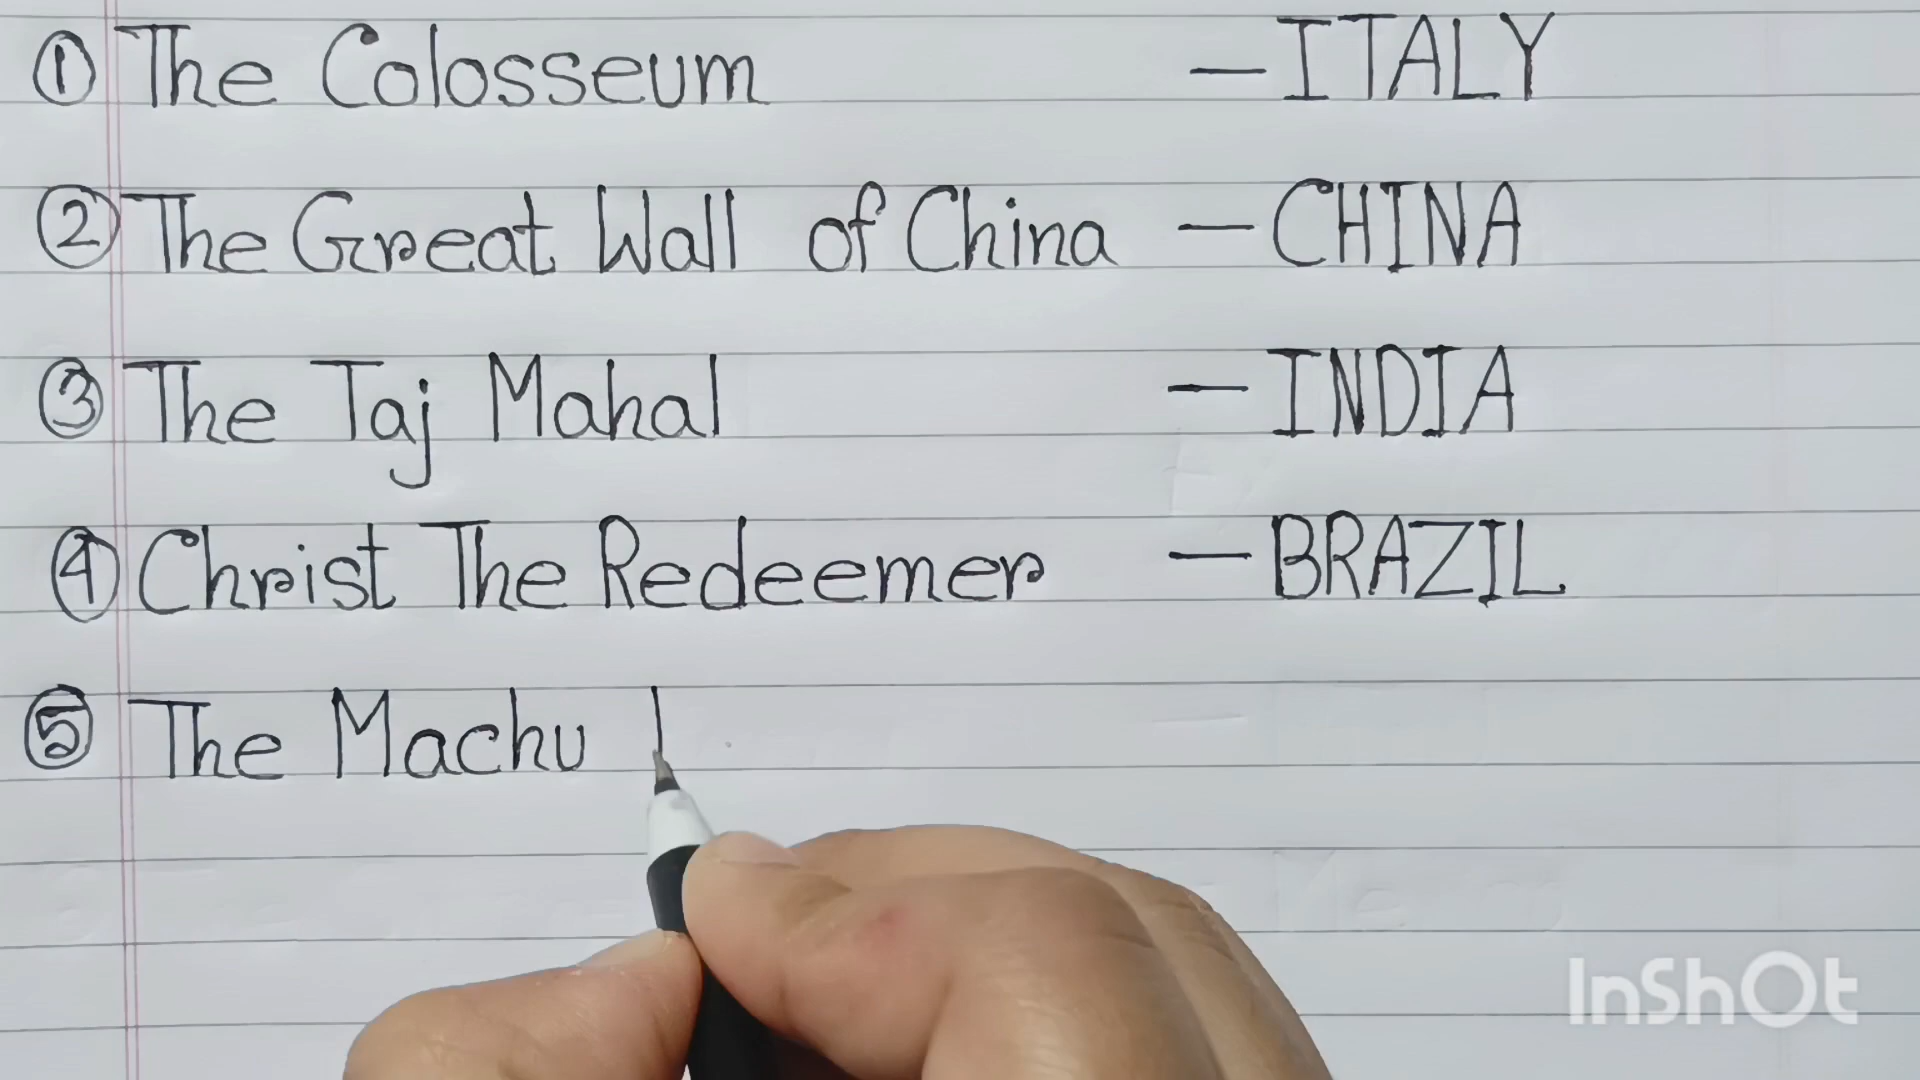 ① The Colosseum — ITALY
② The Great Wall of China — CHINA
③ The Taj Mahal — INDIA
④ Christ The Redeemer — BRAZIL
⑤ The Machu
InShOt